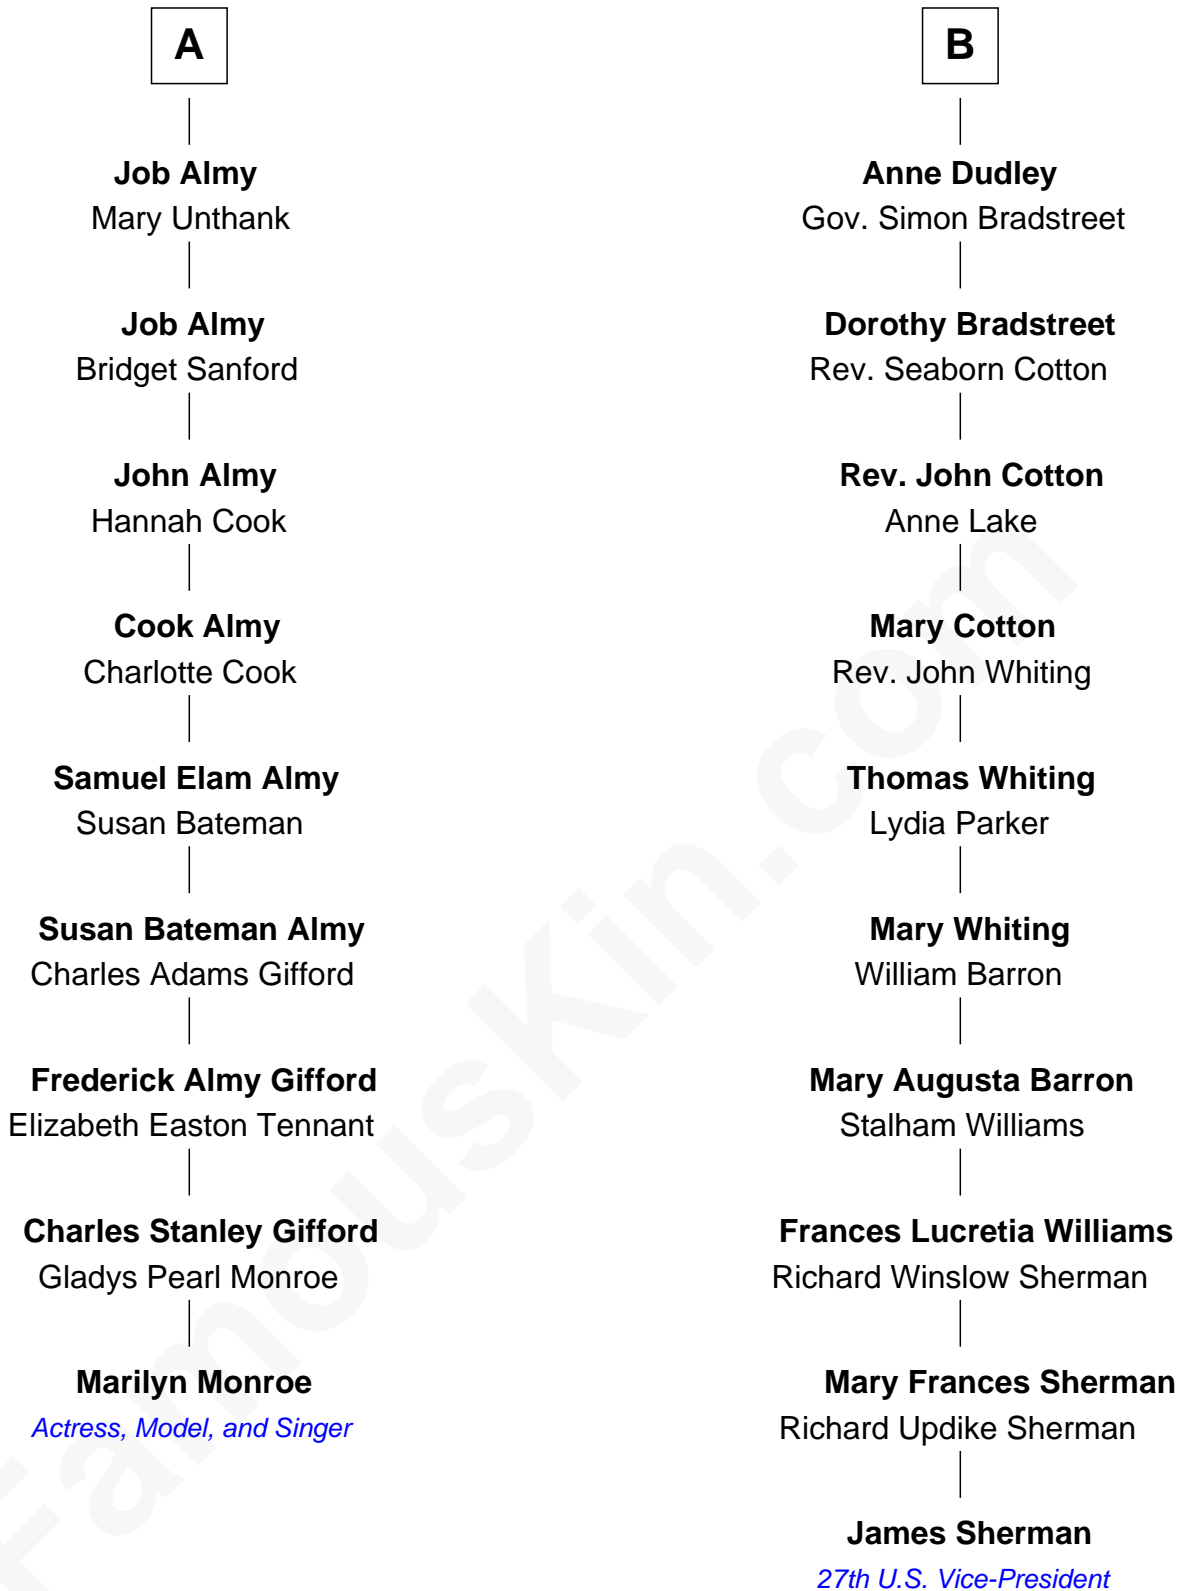 A
Job Almy
Mary Unthank
Job Almy
Bridget Sanford
John Almy
Hannah Cook
Cook Almy
Charlotte Cook
Samuel Elam Almy
Susan Bateman
Susan Bateman Almy
Charles Adams Gifford
Frederick Almy Gifford
Elizabeth Easton Tennant
Charles Stanley Gifford
Gladys Pearl Monroe
Marilyn Monroe
Actress, Model, and Singer
B
Anne Dudley
Gov. Simon Bradstreet
Dorothy Bradstreet
Rev. Seaborn Cotton
Rev. John Cotton
Anne Lake
Mary Cotton
Rev. John Whiting
Thomas Whiting
Lydia Parker
Mary Whiting
William Barron
Mary Augusta Barron
Stalham Williams
Frances Lucretia Williams
Richard Winslow Sherman
Mary Frances Sherman
Richard Updike Sherman
James Sherman
27th U.S. Vice-President
FamousKin.com